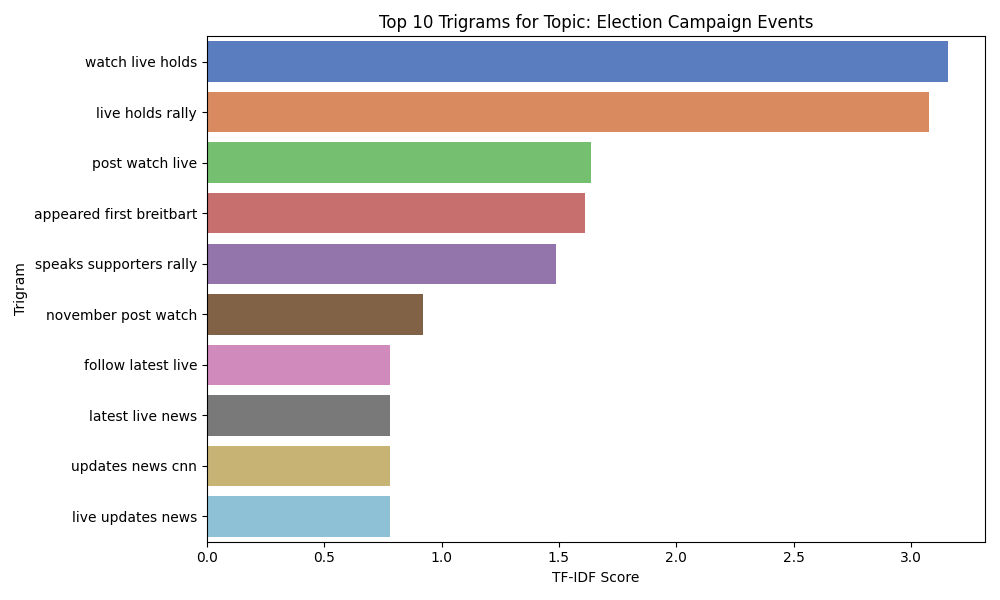 Top 10 Trigrams for Topic: Election Campaign Events
watch live holds
live holds rally
post watch live
appeared first breitbart
speaks supporters rally
november post watch
follow latest live
latest live news
updates news cnn
live updates news
Trigram
0.0 0.5 1.0 1.5 2.0 2.5 3.0
TF-IDF Score